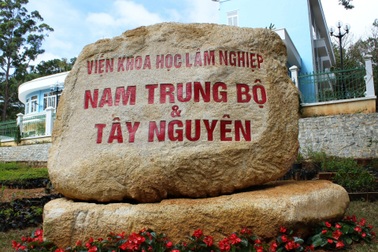 VIỆN KHOA HỌC LÂM NGHIỆP
NAM TRUNG BỘ
&
TÂY NGUYÊN